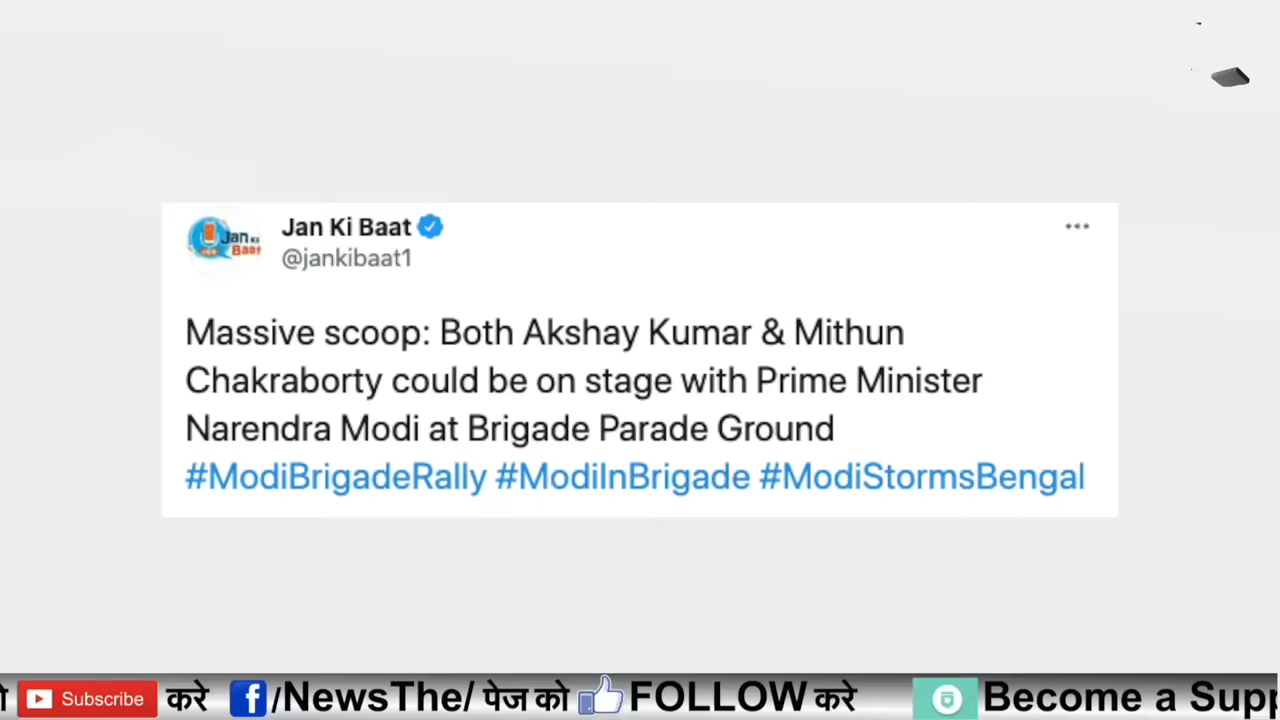 Jan Ki Baat
@jankibaat1
Massive scoop: Both Akshay Kumar & Mithun
Chakraborty could be on stage with Prime Minister
Narendra Modi at Brigade Parade Ground
#ModiBrigadeRally #ModiInBrigade #ModiStormsBengal
Subscribe करे f/NewsThe/ पेज को FOLLOW करे Become a Supp